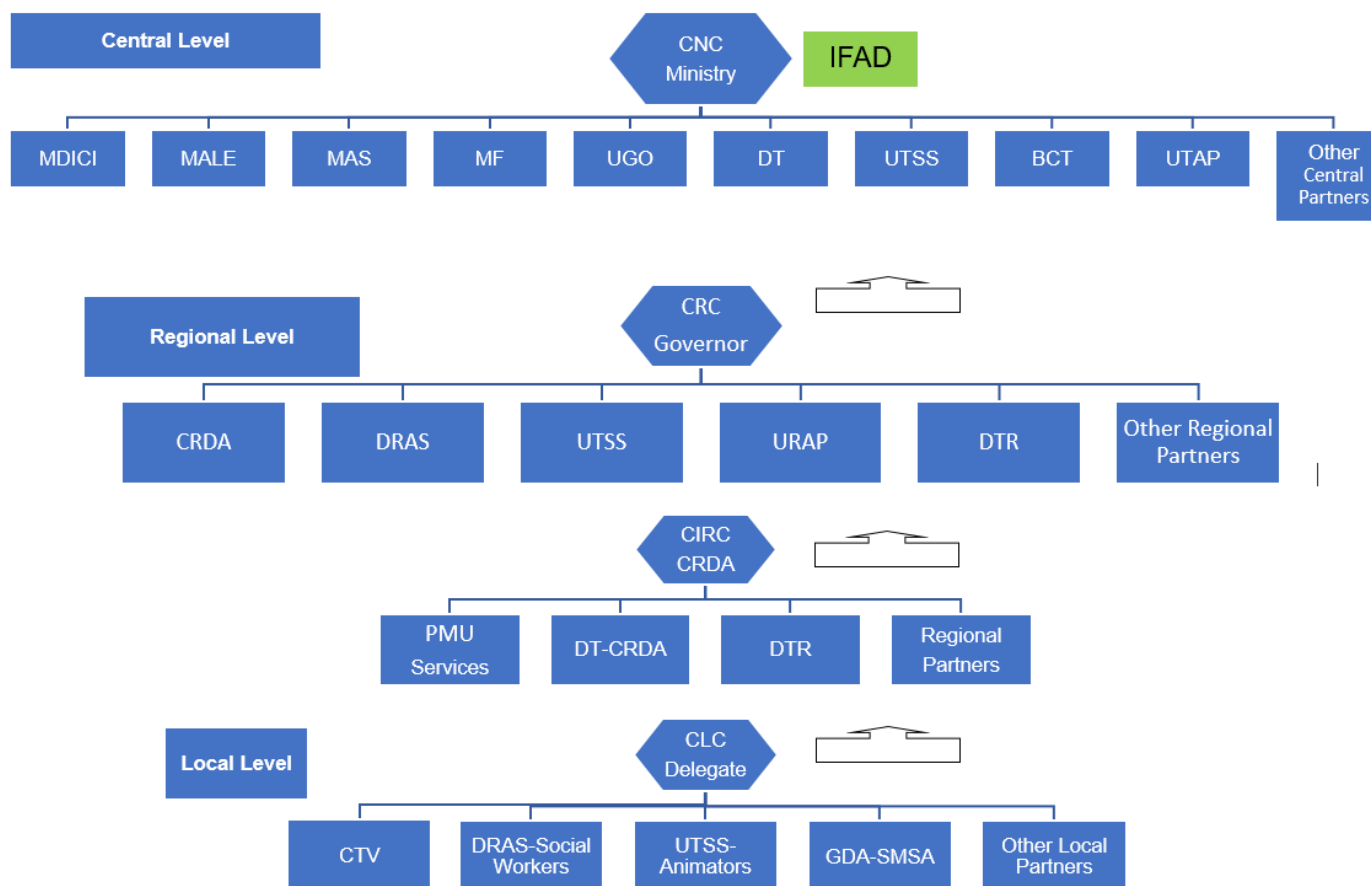 Central Level
CNC
Ministry
IFAD
MDICI
MALE
MAS
MF
UGO
DT
UTSS
BCT
UTAP
Other
Central
Partners
Regional Level
CRC
Governor
CRDA
DRAS
UTSS
URAP
DTR
Other Regional
Partners
CIRC
CRDA
PMU
Services
DT-CRDA
DTR
Regional
Partners
Local Level
CLC
Delegate
CTV
DRAS-Social
Workers
UTSS-
Animators
GDA-SMSA
Other Local
Partners